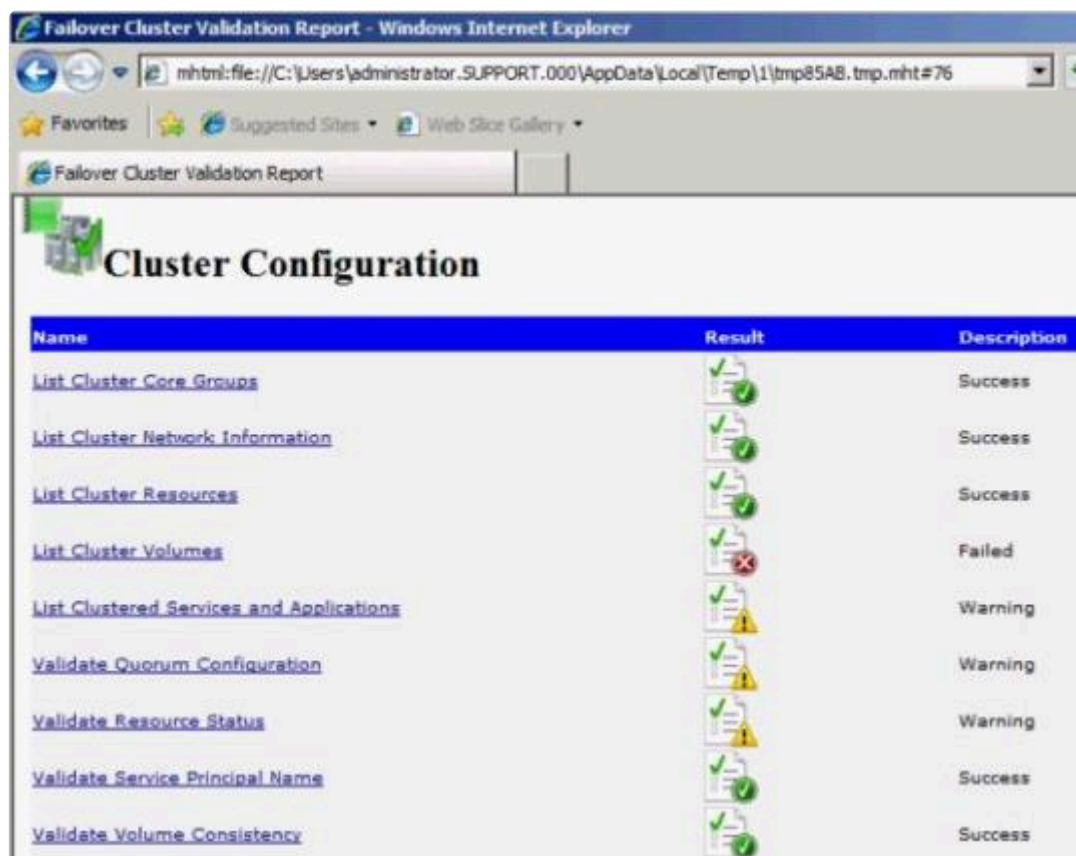 Failover Cluster Validation Report - Windows Internet Explorer
mhtml:file://C:\Users\administrator.SUPPORT.000\AppData\Local\Temp\1\tmp85AB.tmp.mht#76
Favorites Suggested Sites Web Slice Gallery
Failover Cluster Validation Report
Cluster Configuration
Name Result Description
List Cluster Core Groups Success
List Cluster Network Information Success
List Cluster Resources Success
List Cluster Volumes Failed
List Clustered Services and Applications Warning
Validate Quorum Configuration Warning
Validate Resource Status Warning
Validate Service Principal Name Success
Validate Volume Consistency Success